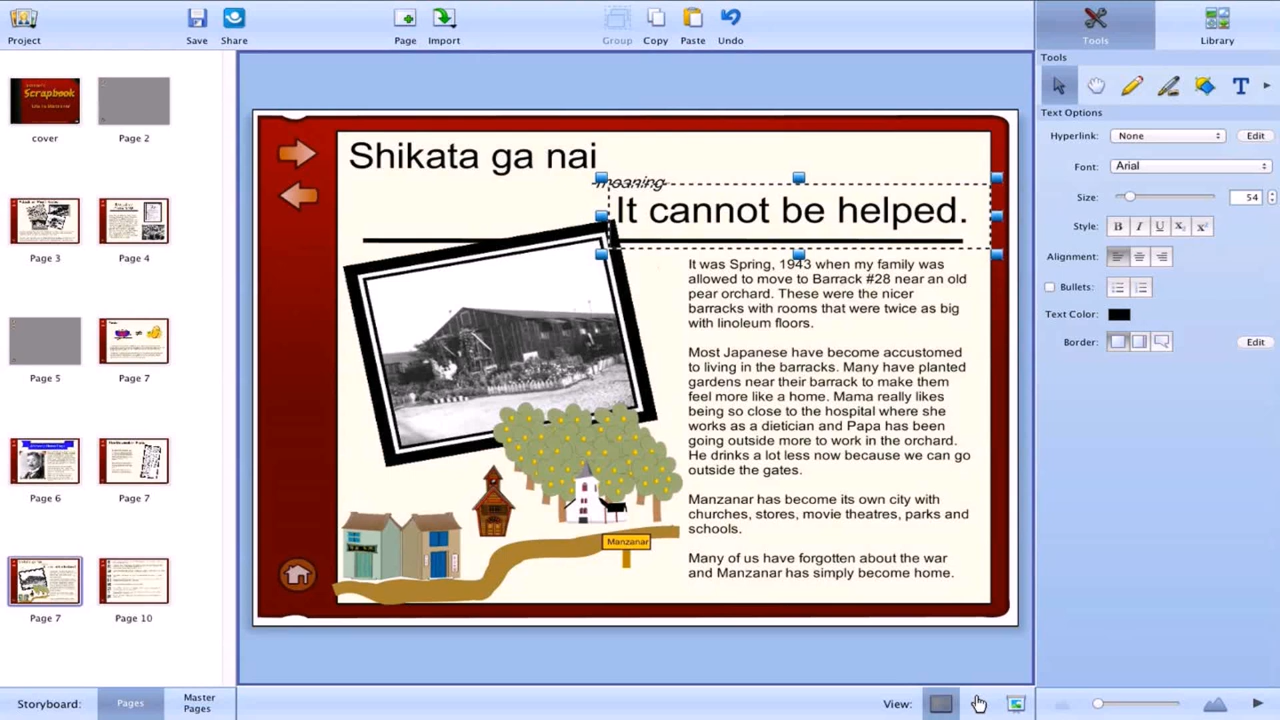 Project
Save
Share
Page
Import
Group
Copy
Paste
Undo
Tools
Library
cover
Scrapbook
Page 2
Page 3
Page 4
Page 5
Page 7
Page 6
Page 7
Page 7
Page 10
Storyboard:
Pages
Master
Pages
Shikata ga nai
-meaning-
It cannot be helped.
It was Spring, 1943 when my family was
allowed to move to Barrack #28 near an old
pear orchard. These were the nicer
barracks with rooms that were twice as big
with linoleum floors.
Most Japanese have become accustomed
to living in the barracks. Many have planted
gardens near their barrack to make them
feel more like a home. Mama really likes
being so close to the hospital where she
works as a dietician and Papa has been
going outside more to work in the orchard.
He drinks a lot less now because we can go
outside the gates.
Manzanar has become its own city with
churches, stores, movie theatres, parks and
schools.
Many of us have forgotten about the war
and Manzanar has simply become home.
Manzanar
View:
Tools
T
Text Options
Hyperlink:
None
Edit
Font:
Arial
Size:
54
Style:
B I U X₂ X²
Alignment:
Bullets:
Text Color:
Border:
Edit